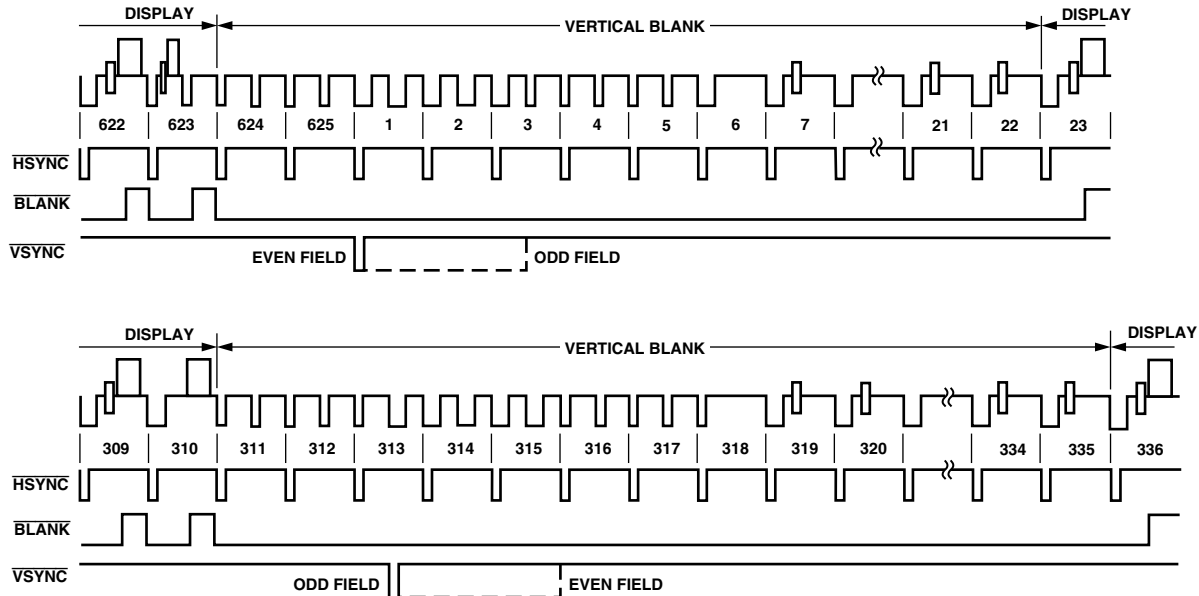 DISPLAY VERTICAL BLANK DISPLAY
622 623 624 625 1 2 3 4 5 6 7 21 22 23
HSYNC
BLANK
VSYNC
EVEN FIELD ODD FIELD
DISPLAY VERTICAL BLANK DISPLAY
309 310 311 312 313 314 315 316 317 318 319 320 334 335 336
HSYNC
BLANK
VSYNC
ODD FIELD EVEN FIELD